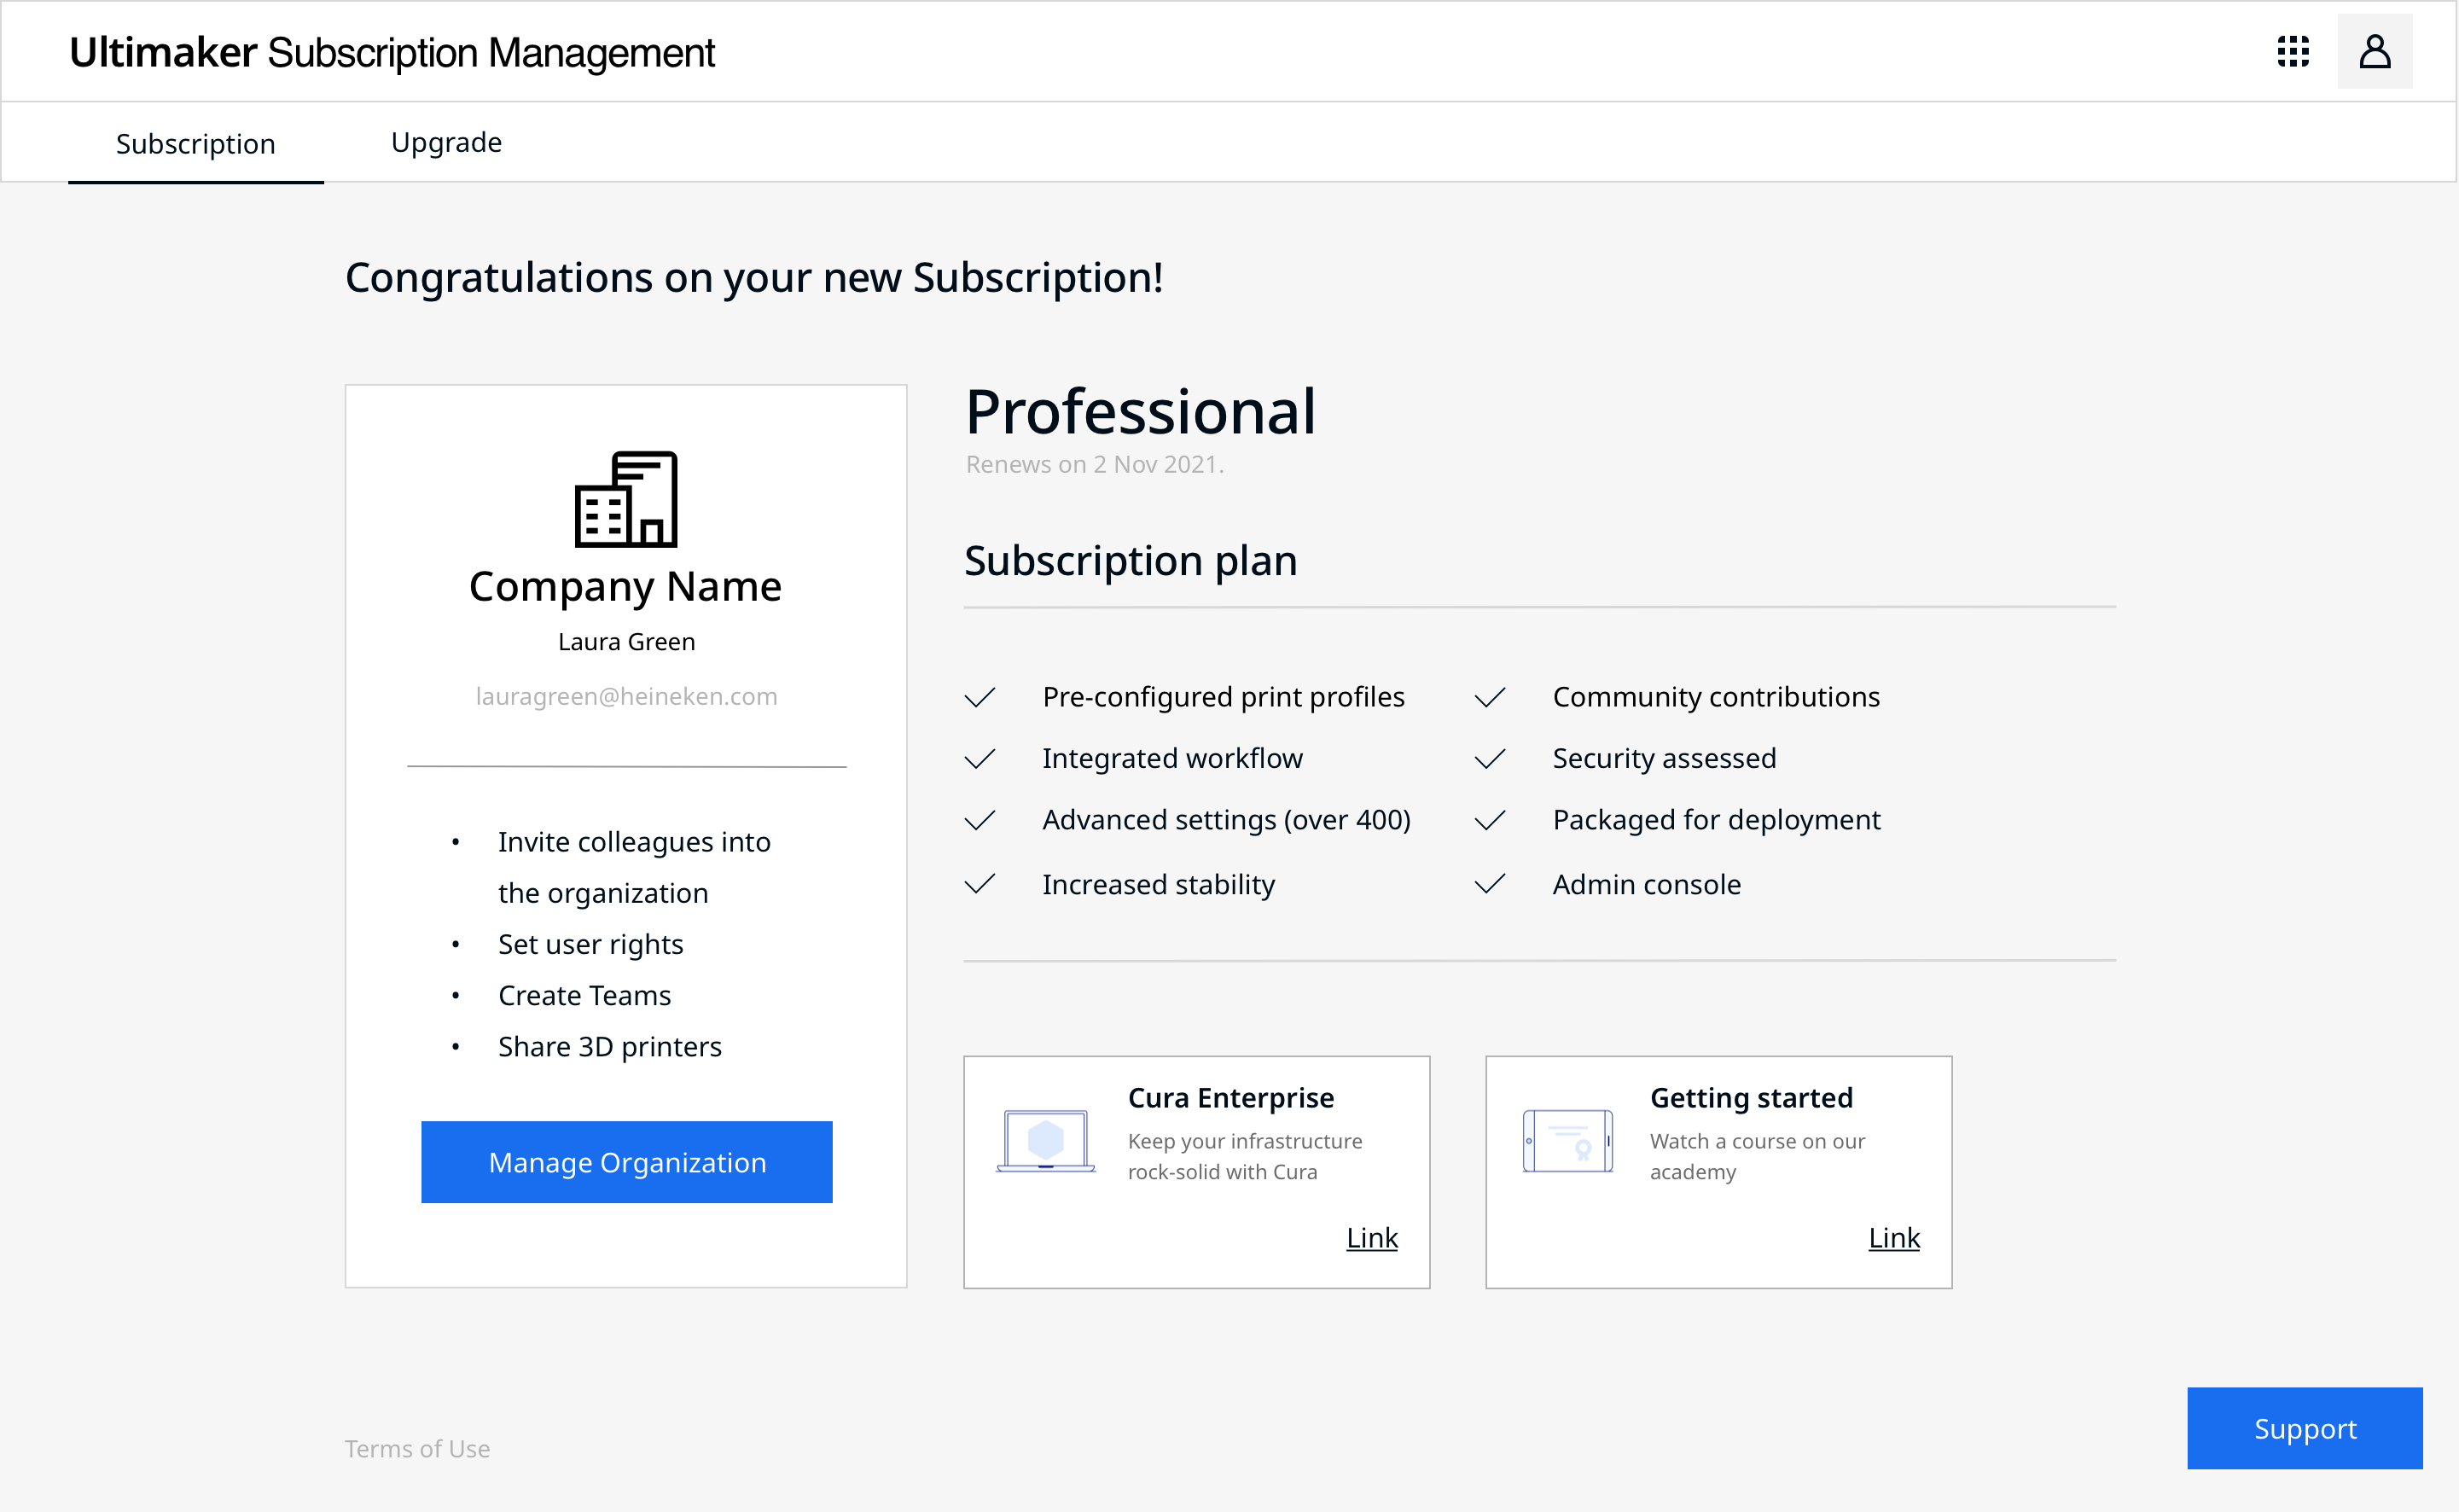 Ultimaker Subscription Management
Subscription
Upgrade
Congratulations on your new Subscription!
Company Name
Laura Green
lauragreen@heineken.com
• Invite colleagues into
the organization
• Set user rights
• Create Teams
• Share 3D printers
Manage Organization
Professional
Renews on 2 Nov 2021.
Subscription plan
Pre-configured print profiles
Integrated workflow
Advanced settings (over 400)
Increased stability
Community contributions
Security assessed
Packaged for deployment
Admin console
Cura Enterprise
Keep your infrastructure
rock-solid with Cura
Link
Getting started
Watch a course on our
academy
Link
Terms of Use
Support